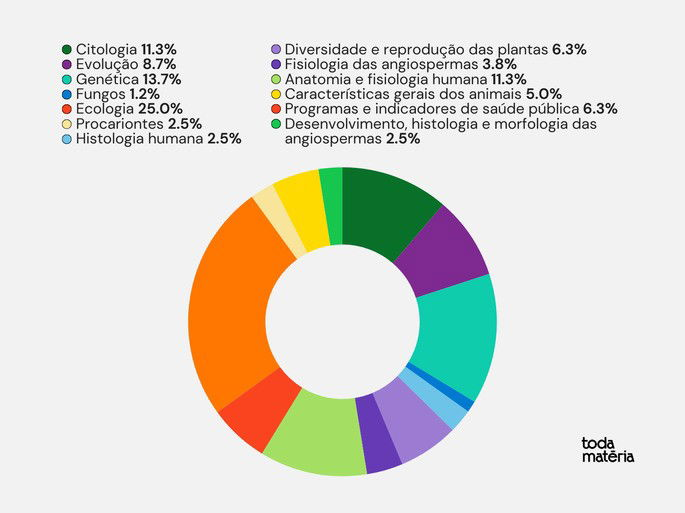 Citologia 11.3%
Evolução 8.7%
Genética 13.7%
Fungos 1.2%
Ecologia 25.0%
Procariontes 2.5%
Histologia humana 2.5%
Diversidade e reprodução das plantas 6.3%
Fisiologia das angiospermas 3.8%
Anatomia e fisiologia humana 11.3%
Características gerais dos animais 5.0%
Programas e indicadores de saúde pública 6.3%
Desenvolvimento, histologia e morfologia das
angiospermas 2.5%
toda
matéria